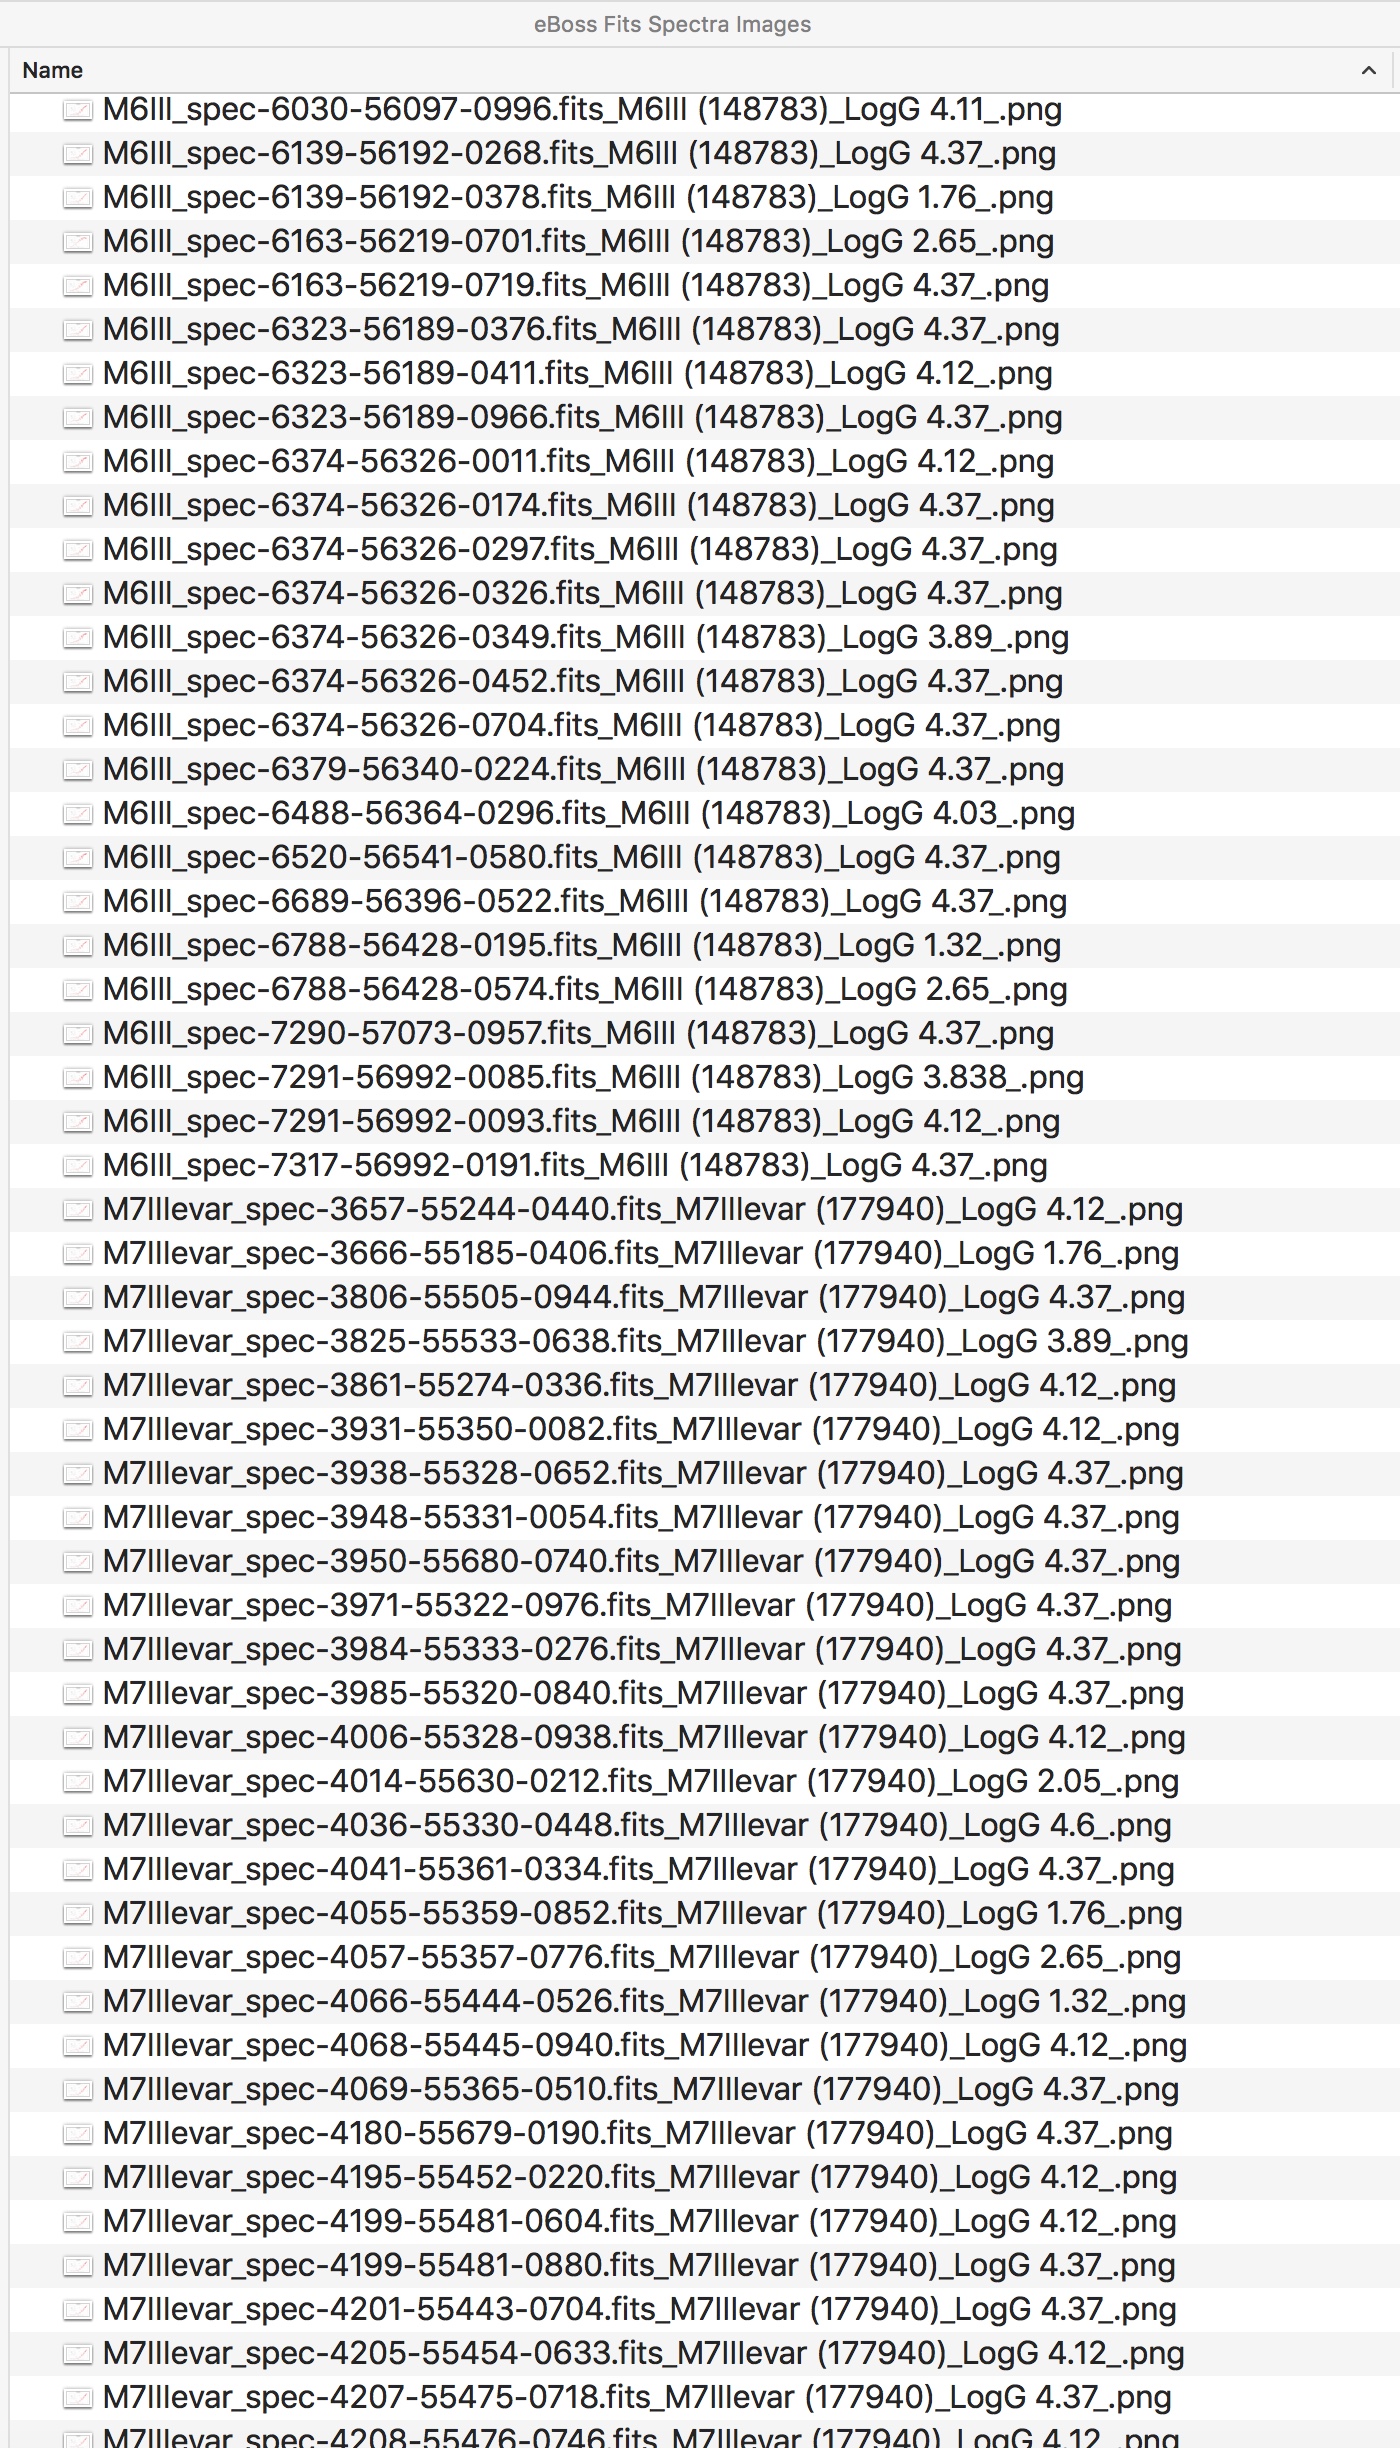 eBoss Fits Spectra Images
Name
M6III_spec-6030-56097-0996.fits_M6III (148783)_LogG 4.11_.png
M6III_spec-6139-56192-0268.fits_M6III (148783)_LogG 4.37_.png
M6III_spec-6139-56192-0378.fits_M6III (148783)_LogG 1.76_.png
M6III_spec-6163-56219-0701.fits_M6III (148783)_LogG 2.65_.png
M6III_spec-6163-56219-0719.fits_M6III (148783)_LogG 4.37_.png
M6III_spec-6323-56189-0376.fits_M6III (148783)_LogG 4.37_.png
M6III_spec-6323-56189-0411.fits_M6III (148783)_LogG 4.12_.png
M6III_spec-6323-56189-0966.fits_M6III (148783)_LogG 4.37_.png
M6III_spec-6374-56326-0011.fits_M6III (148783)_LogG 4.12_.png
M6III_spec-6374-56326-0174.fits_M6III (148783)_LogG 4.37_.png
M6III_spec-6374-56326-0297.fits_M6III (148783)_LogG 4.37_.png
M6III_spec-6374-56326-0326.fits_M6III (148783)_LogG 4.37_.png
M6III_spec-6374-56326-0349.fits_M6III (148783)_LogG 3.89_.png
M6III_spec-6374-56326-0452.fits_M6III (148783)_LogG 4.37_.png
M6III_spec-6374-56326-0704.fits_M6III (148783)_LogG 4.37_.png
M6III_spec-6379-56340-0224.fits_M6III (148783)_LogG 4.37_.png
M6III_spec-6488-56364-0296.fits_M6III (148783)_LogG 4.03_.png
M6III_spec-6520-56541-0580.fits_M6III (148783)_LogG 4.37_.png
M6III_spec-6689-56396-0522.fits_M6III (148783)_LogG 4.37_.png
M6III_spec-6788-56428-0195.fits_M6III (148783)_LogG 1.32_.png
M6III_spec-6788-56428-0574.fits_M6III (148783)_LogG 2.65_.png
M6III_spec-7290-57073-0957.fits_M6III (148783)_LogG 4.37_.png
M6III_spec-7291-56992-0085.fits_M6III (148783)_LogG 3.838_.png
M6III_spec-7291-56992-0093.fits_M6III (148783)_LogG 4.12_.png
M6III_spec-7317-56992-0191.fits_M6III (148783)_LogG 4.37_.png
M7IIIevar_spec-3657-55244-0440.fits_M7IIIevar (177940)_LogG 4.12_.png
M7IIIevar_spec-3666-55185-0406.fits_M7IIIevar (177940)_LogG 1.76_.png
M7IIIevar_spec-3806-55505-0944.fits_M7IIIevar (177940)_LogG 4.37_.png
M7IIIevar_spec-3825-55533-0638.fits_M7IIIevar (177940)_LogG 3.89_.png
M7IIIevar_spec-3861-55274-0336.fits_M7IIIevar (177940)_LogG 4.12_.png
M7IIIevar_spec-3931-55350-0082.fits_M7IIIevar (177940)_LogG 4.12_.png
M7IIIevar_spec-3938-55328-0652.fits_M7IIIevar (177940)_LogG 4.37_.png
M7IIIevar_spec-3948-55331-0054.fits_M7IIIevar (177940)_LogG 4.37_.png
M7IIIevar_spec-3950-55680-0740.fits_M7IIIevar (177940)_LogG 4.37_.png
M7IIIevar_spec-3971-55322-0976.fits_M7IIIevar (177940)_LogG 4.37_.png
M7IIIevar_spec-3984-55333-0276.fits_M7IIIevar (177940)_LogG 4.37_.png
M7IIIevar_spec-3985-55320-0840.fits_M7IIIevar (177940)_LogG 4.37_.png
M7IIIevar_spec-4006-55328-0938.fits_M7IIIevar (177940)_LogG 4.12_.png
M7IIIevar_spec-4014-55630-0212.fits_M7IIIevar (177940)_LogG 2.05_.png
M7IIIevar_spec-4036-55330-0448.fits_M7IIIevar (177940)_LogG 4.6_.png
M7IIIevar_spec-4041-55361-0334.fits_M7IIIevar (177940)_LogG 4.37_.png
M7IIIevar_spec-4055-55359-0852.fits_M7IIIevar (177940)_LogG 1.76_.png
M7IIIevar_spec-4057-55357-0776.fits_M7IIIevar (177940)_LogG 2.65_.png
M7IIIevar_spec-4066-55444-0526.fits_M7IIIevar (177940)_LogG 1.32_.png
M7IIIevar_spec-4068-55445-0940.fits_M7IIIevar (177940)_LogG 4.12_.png
M7IIIevar_spec-4069-55365-0510.fits_M7IIIevar (177940)_LogG 4.37_.png
M7IIIevar_spec-4180-55679-0190.fits_M7IIIevar (177940)_LogG 4.37_.png
M7IIIevar_spec-4195-55452-0220.fits_M7IIIevar (177940)_LogG 4.12_.png
M7IIIevar_spec-4199-55481-0604.fits_M7IIIevar (177940)_LogG 4.12_.png
M7IIIevar_spec-4199-55481-0880.fits_M7IIIevar (177940)_LogG 4.37_.png
M7IIIevar_spec-4201-55443-0704.fits_M7IIIevar (177940)_LogG 4.37_.png
M7IIIevar_spec-4205-55454-0633.fits_M7IIIevar (177940)_LogG 4.12_.png
M7IIIevar_spec-4207-55475-0718.fits_M7IIIevar (177940)_LogG 4.37_.png
M7IIIevar_spec-4208-55476-0746.fits_M7IIIevar (177940)_LogG 4.12_.png